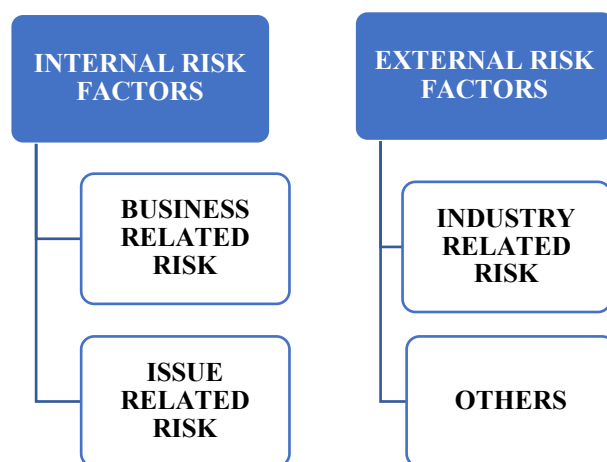 INTERNAL RISK
FACTORS
BUSINESS
RELATED
RISK
ISSUE
RELATED
RISK
EXTERNAL RISK
FACTORS
INDUSTRY
RELATED
RISK
OTHERS